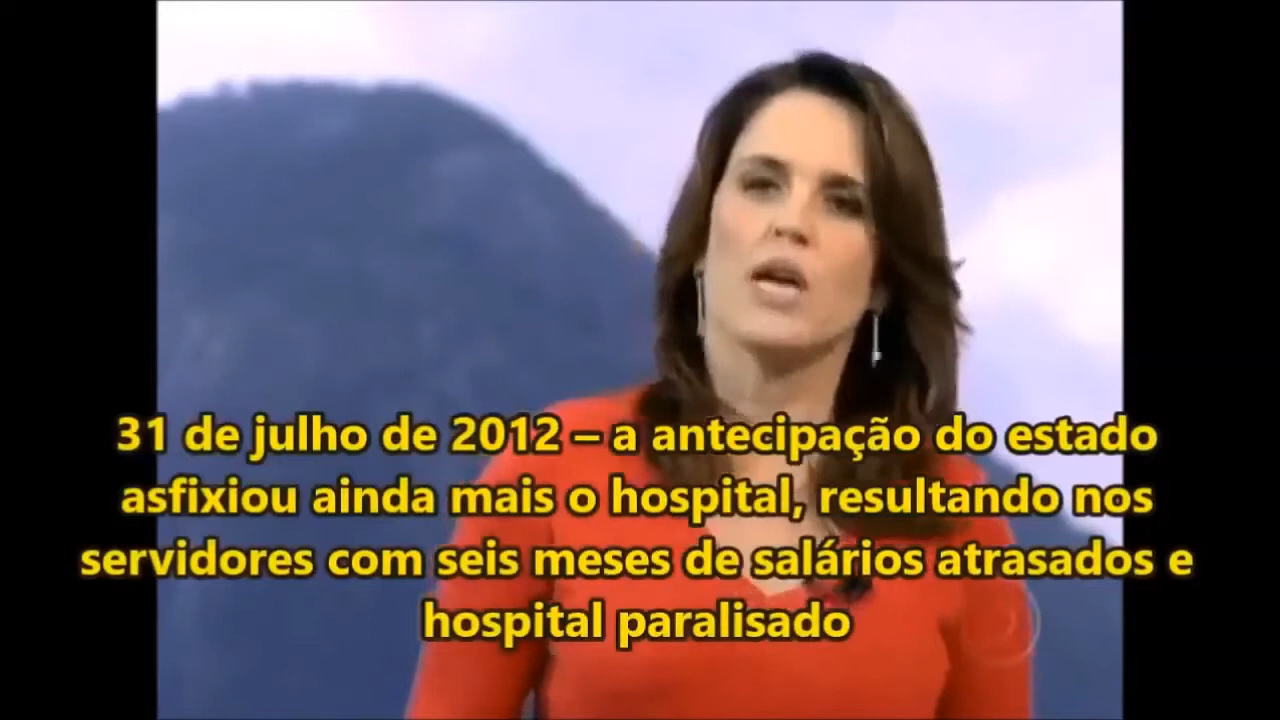 31 de julho de 2012 – a antecipação do estado
asfixiou ainda mais o hospital, resultando nos
servidores com seis meses de salários atrasados e
hospital paralisado